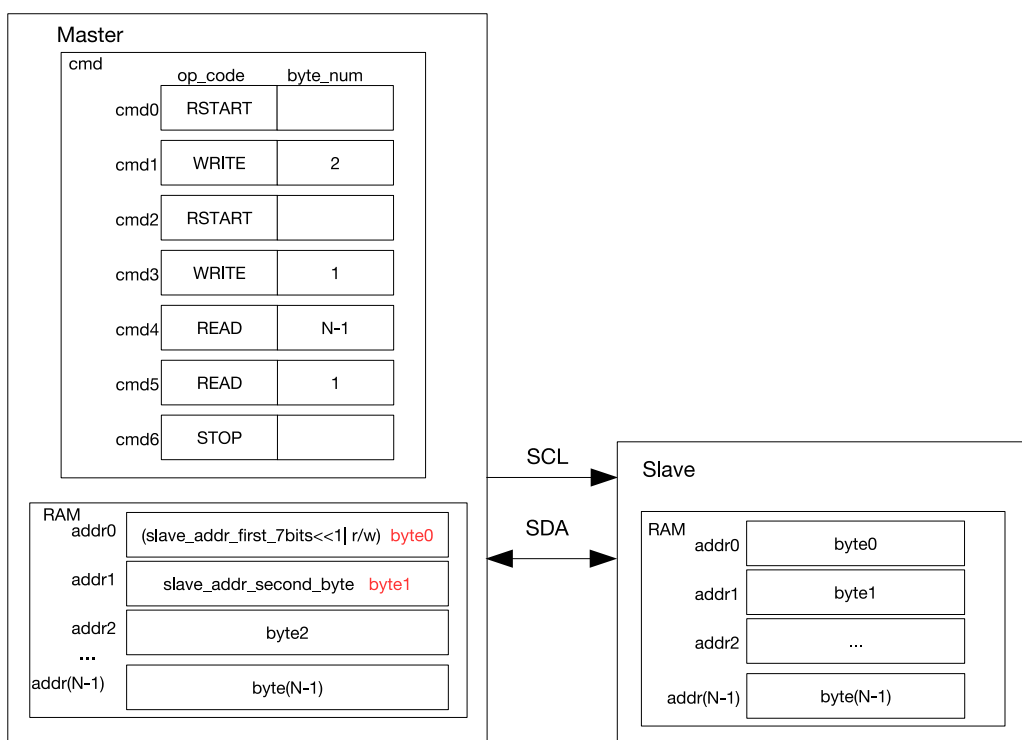 Master
cmd
op_code byte_num
cmd0 RSTART
cmd1 WRITE 2
cmd2 RSTART
cmd3 WRITE 1
cmd4 READ N-1
cmd5 READ 1
cmd6 STOP
RAM
addr0 (slave_addr_first_7bits<<1| r/w) byte0
addr1 slave_addr_second_byte byte1
addr2 byte2
...
addr(N-1) byte(N-1)
SCL
SDA
Slave
RAM
addr0 byte0
addr1 byte1
addr2 ...
addr(N-1) byte(N-1)